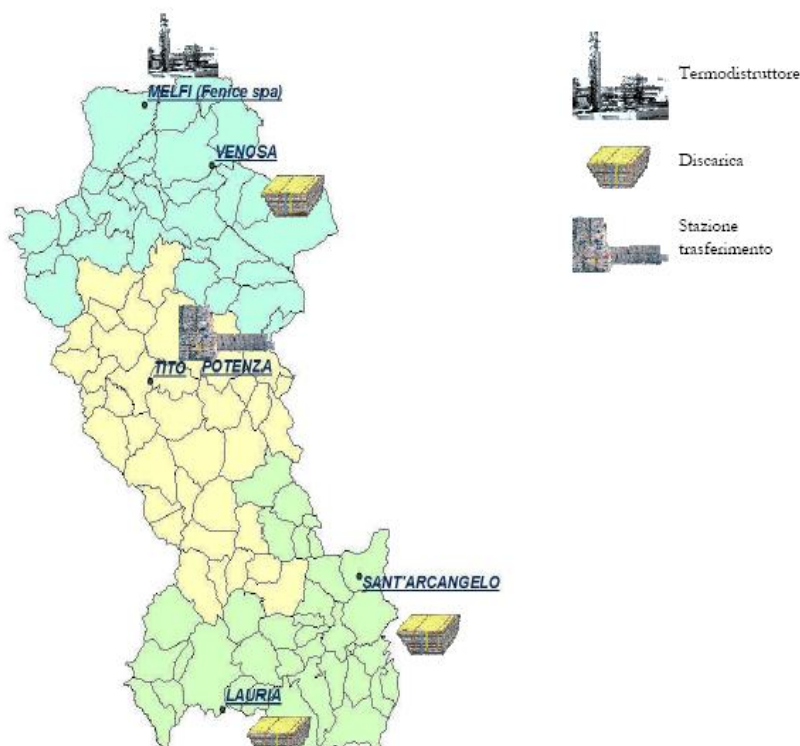 MELFI (Fenice spa)
VENOSA
TITO
POTENZA
SANT'ARCANGELO
LAURIA
Termodistruttore
Discarica
Stazione
trasferimento